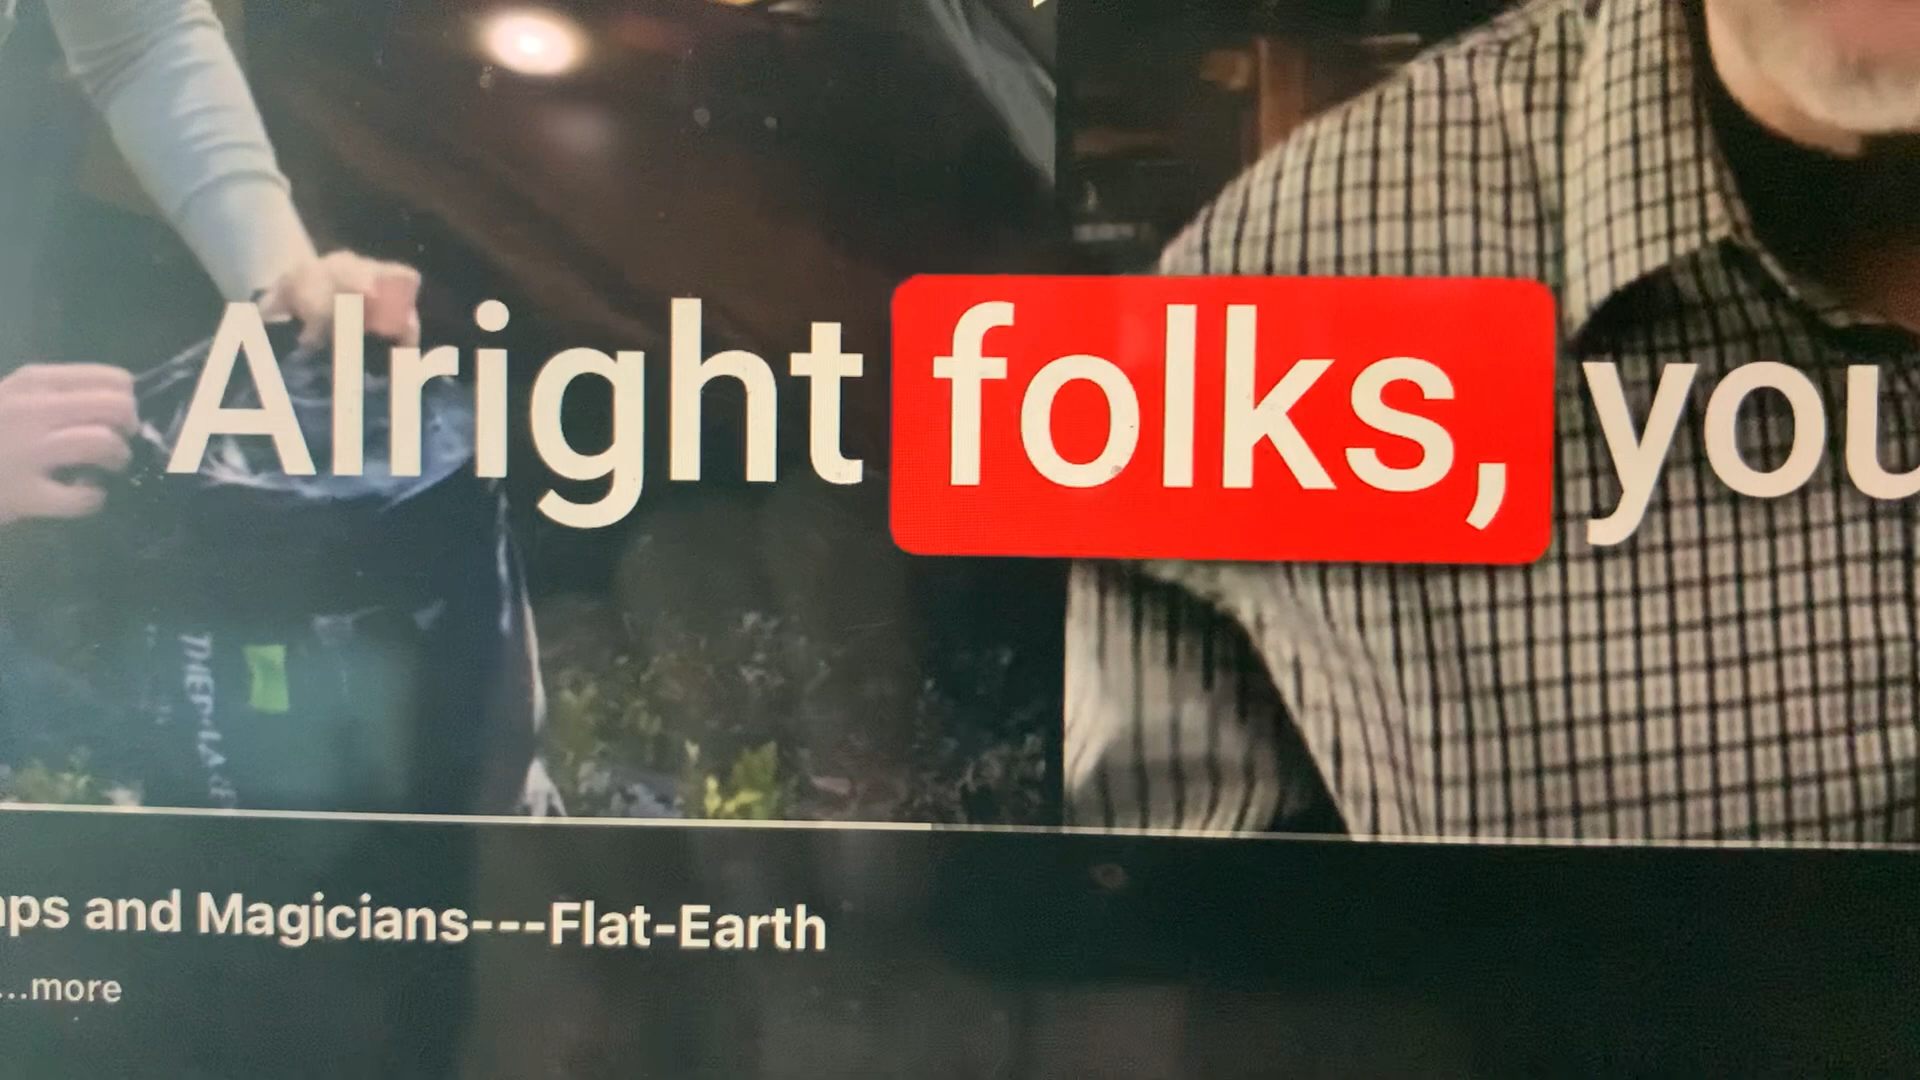 Alright folks, you
ps and Magicians---Flat-Earth
...more